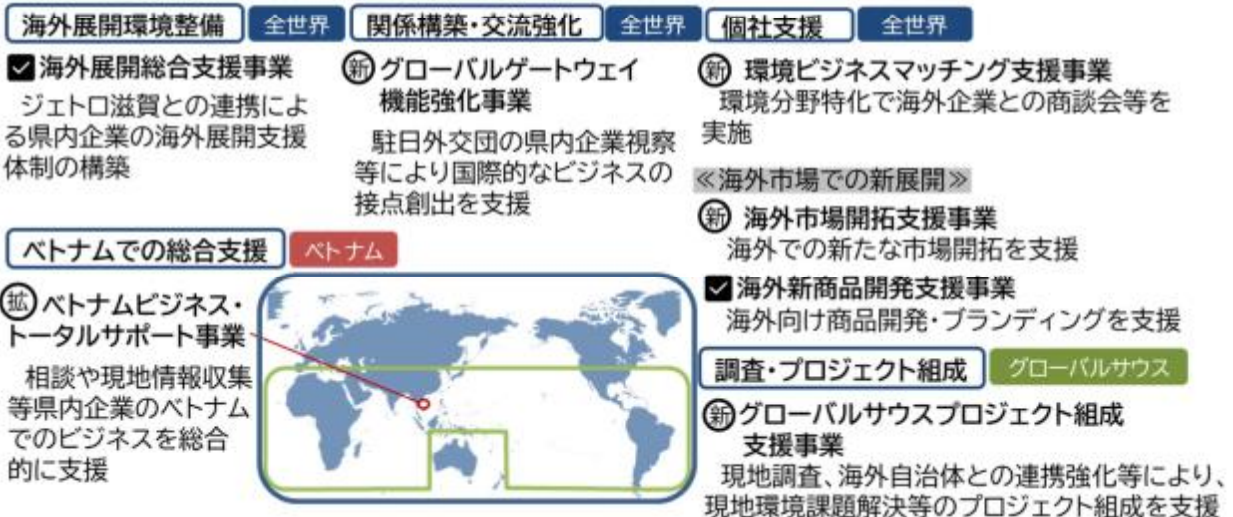 海外展開環境整備 全世界
☑海外展開総合支援事業
ジェトロ滋賀との連携によ
る県内企業の海外展開支援
体制の構築
関係構築・交流強化 全世界
新 グローバルゲートウェイ
機能強化事業
駐日外交団の県内企業視察
等により国際的なビジネスの
接点創出を支援
個社支援 全世界
新 環境ビジネスマッチング支援事業
環境分野特化で海外企業との商談会等を
実施
≪海外市場での新展開≫
新 海外市場開拓支援事業
海外での新たな市場開拓を支援
☑海外新商品開発支援事業
海外向け商品開発・ブランディングを支援
ベトナムでの総合支援 ベトナム
拡 ベトナムビジネス・
トータルサポート事業
相談や現地情報収集
等県内企業のベトナム
でのビジネスを総合
的に支援
調査・プロジェクト組成 グローバルサウス
新 グローバルサウスプロジェクト組成
支援事業
現地調査、海外自治体との連携強化等により、
現地環境課題解決等のプロジェクト組成を支援